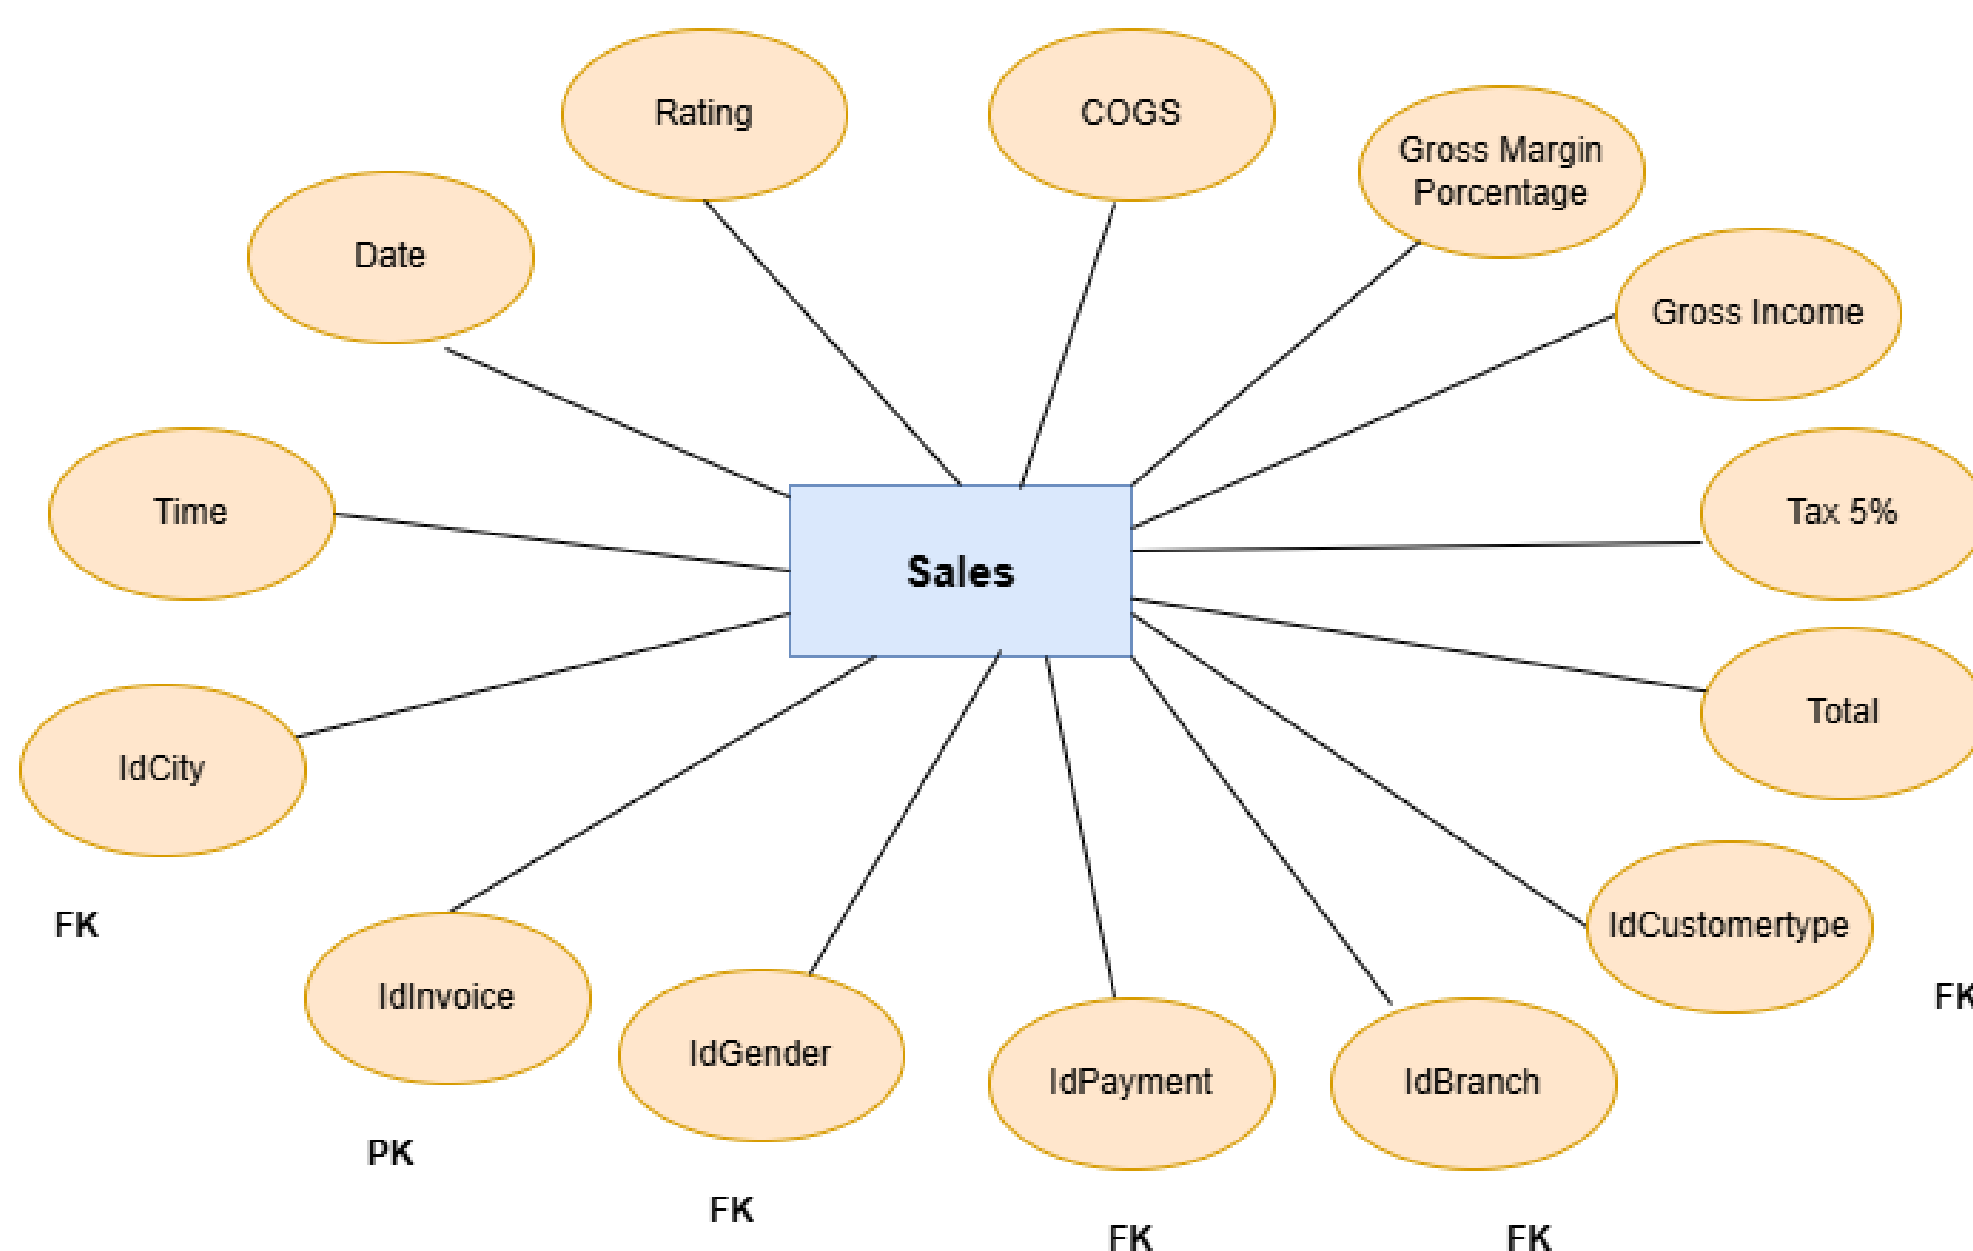 Rating
COGS
Gross Margin
Porcentage
Date
Gross Income
Time
Tax 5%
Sales
Total
IdCity
IdCustomertype
FK
IdInvoice
FK
IdGender
IdPayment
IdBranch
PK
FK
FK
FK